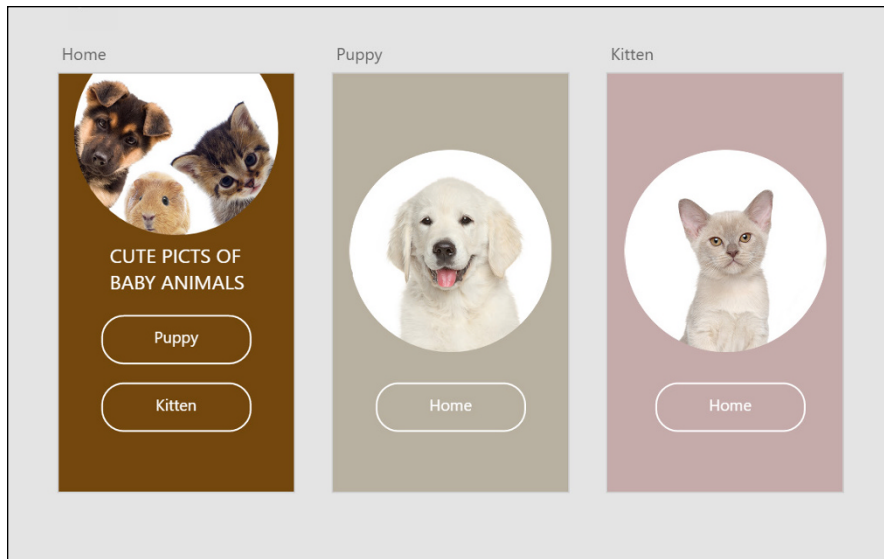 Home
CUTE PICTS OF
BABY ANIMALS
Puppy
Kitten
Puppy
Home
Kitten
Home